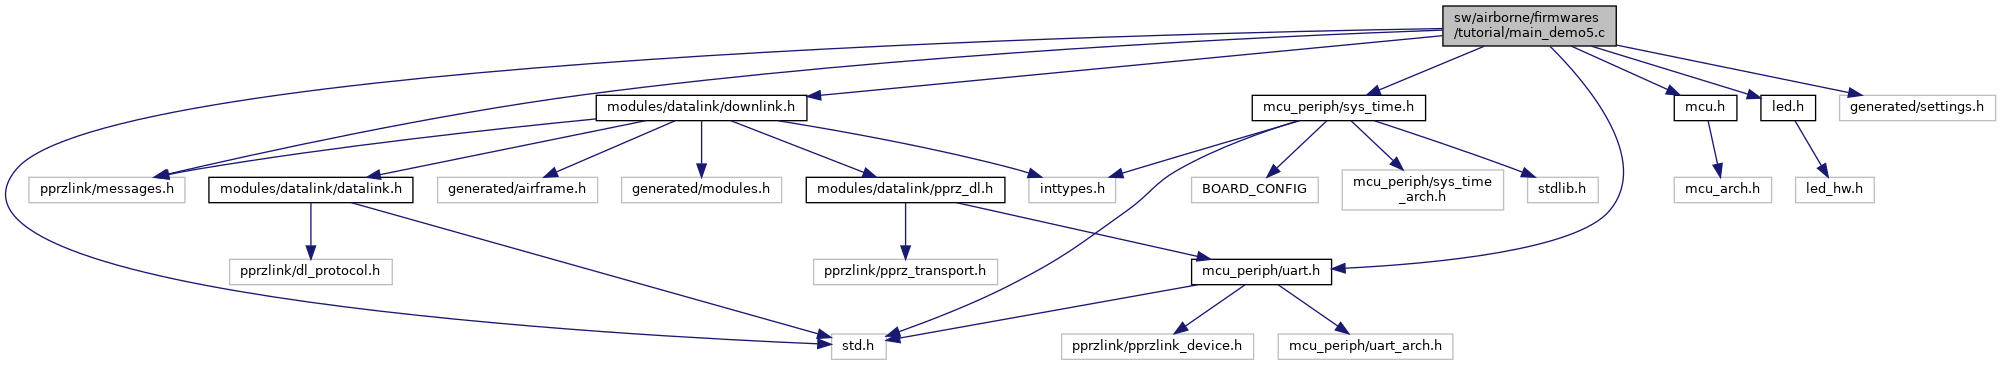 sw/airborne/firmwares
/tutorial/main_demo5.c
modules/datalink/downlink.h
mcu_periph/sys_time.h
mcu.h
led.h
generated/settings.h
pprzlink/messages.h
modules/datalink/datalink.h
generated/airframe.h
generated/modules.h
modules/datalink/pprz_dl.h
inttypes.h
BOARD_CONFIG
mcu_periph/sys_time
_arch.h
stdlib.h
mcu_arch.h
led_hw.h
pprzlink/dl_protocol.h
pprzlink/pprz_transport.h
mcu_periph/uart.h
std.h
pprzlink/pprzlink_device.h
mcu_periph/uart_arch.h